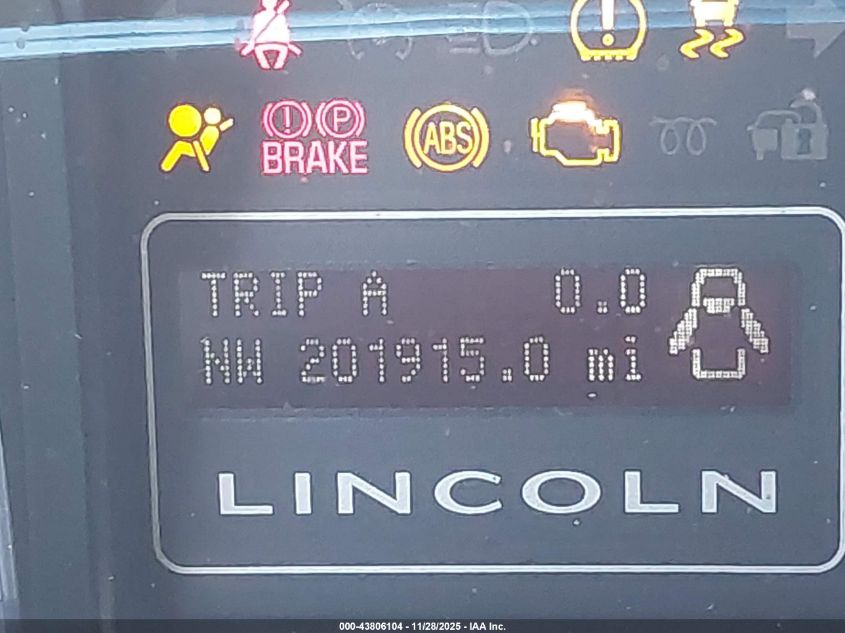 ! P
BRAKE
ABS
TRIP A 0.0
NW 201915.0 mi
LINCOLN
000-43806104 - 11/28/2025 - IAA Inc.